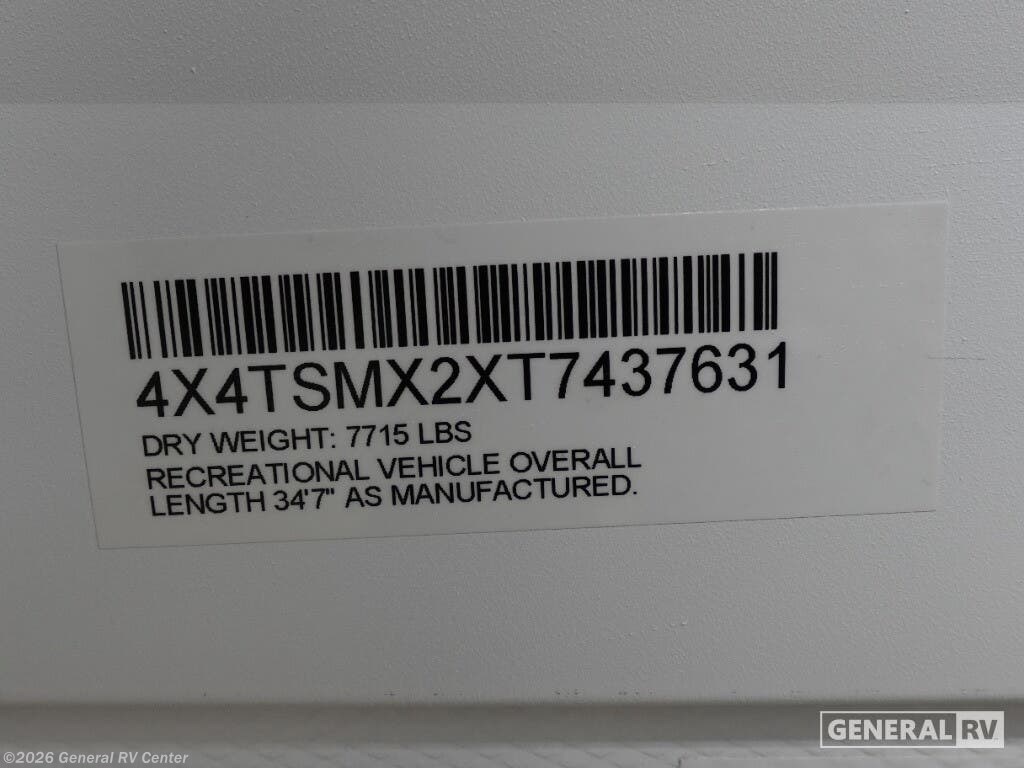 4X4TSMX2XT7437631
DRY WEIGHT: 7715 LBS
RECREATIONAL VEHICLE OVERALL
LENGTH 34'7" AS MANUFACTURED.
GENERAL RV
©2026 General RV Center